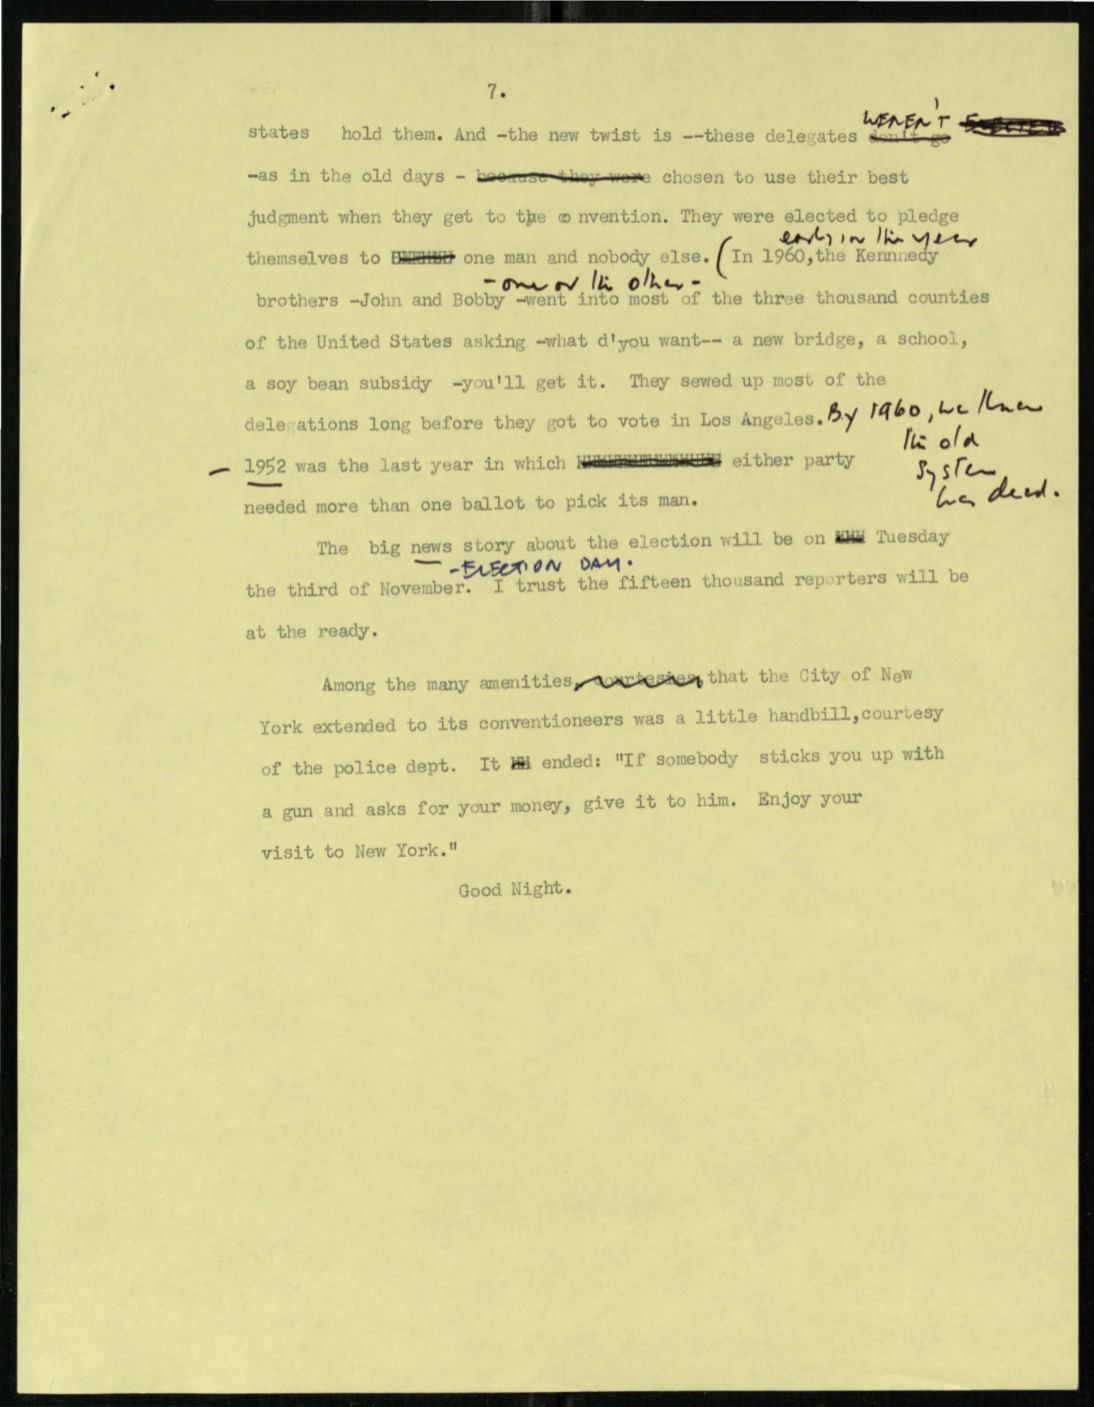 7.
WEREN'T ELECTED
states hold them. And -the new twist is --these delegates don't go
-as in the old days - because they were chosen to use their best
judgment when they get to the co nvention. They were elected to pledge
early in the year
themselves to one man and nobody else. (In 1960,the Kennnedy
- one or the other -
brothers -John and Bobby -went into most of the three thousand counties
of the United States asking -what d'you want-- a new bridge, a school,
a soy bean subsidy -you'll get it. They sewed up most of the
delegations long before they got to vote in Los Angeles. By 1960, we knew
the old
system
was dead.
- 1952 was the last year in which either party
needed more than one ballot to pick its man.
The big news story about the election will be on Tuesday
-ELECTION DAY.
the third of November. I trust the fifteen thousand reporters will be
at the ready.
Among the many amenities, courtesies, that the City of New
York extended to its conventioneers was a little handbill,courtesy
of the police dept. It ended: "If somebody sticks you up with
a gun and asks for your money, give it to him. Enjoy your
visit to New York."
Good Night.